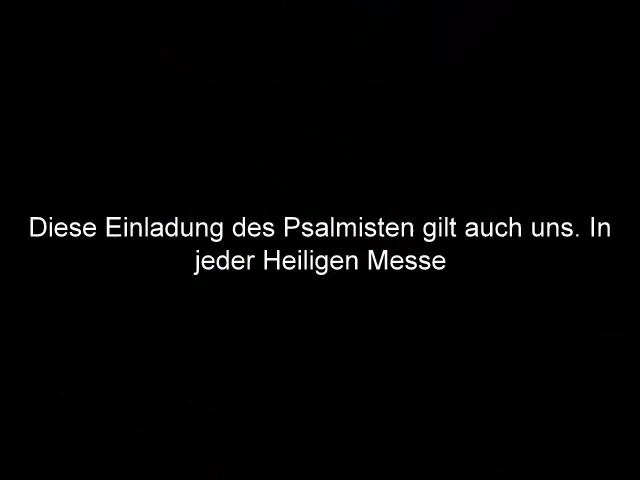 Diese Einladung des Psalmisten gilt auch uns. In
jeder Heiligen Messe